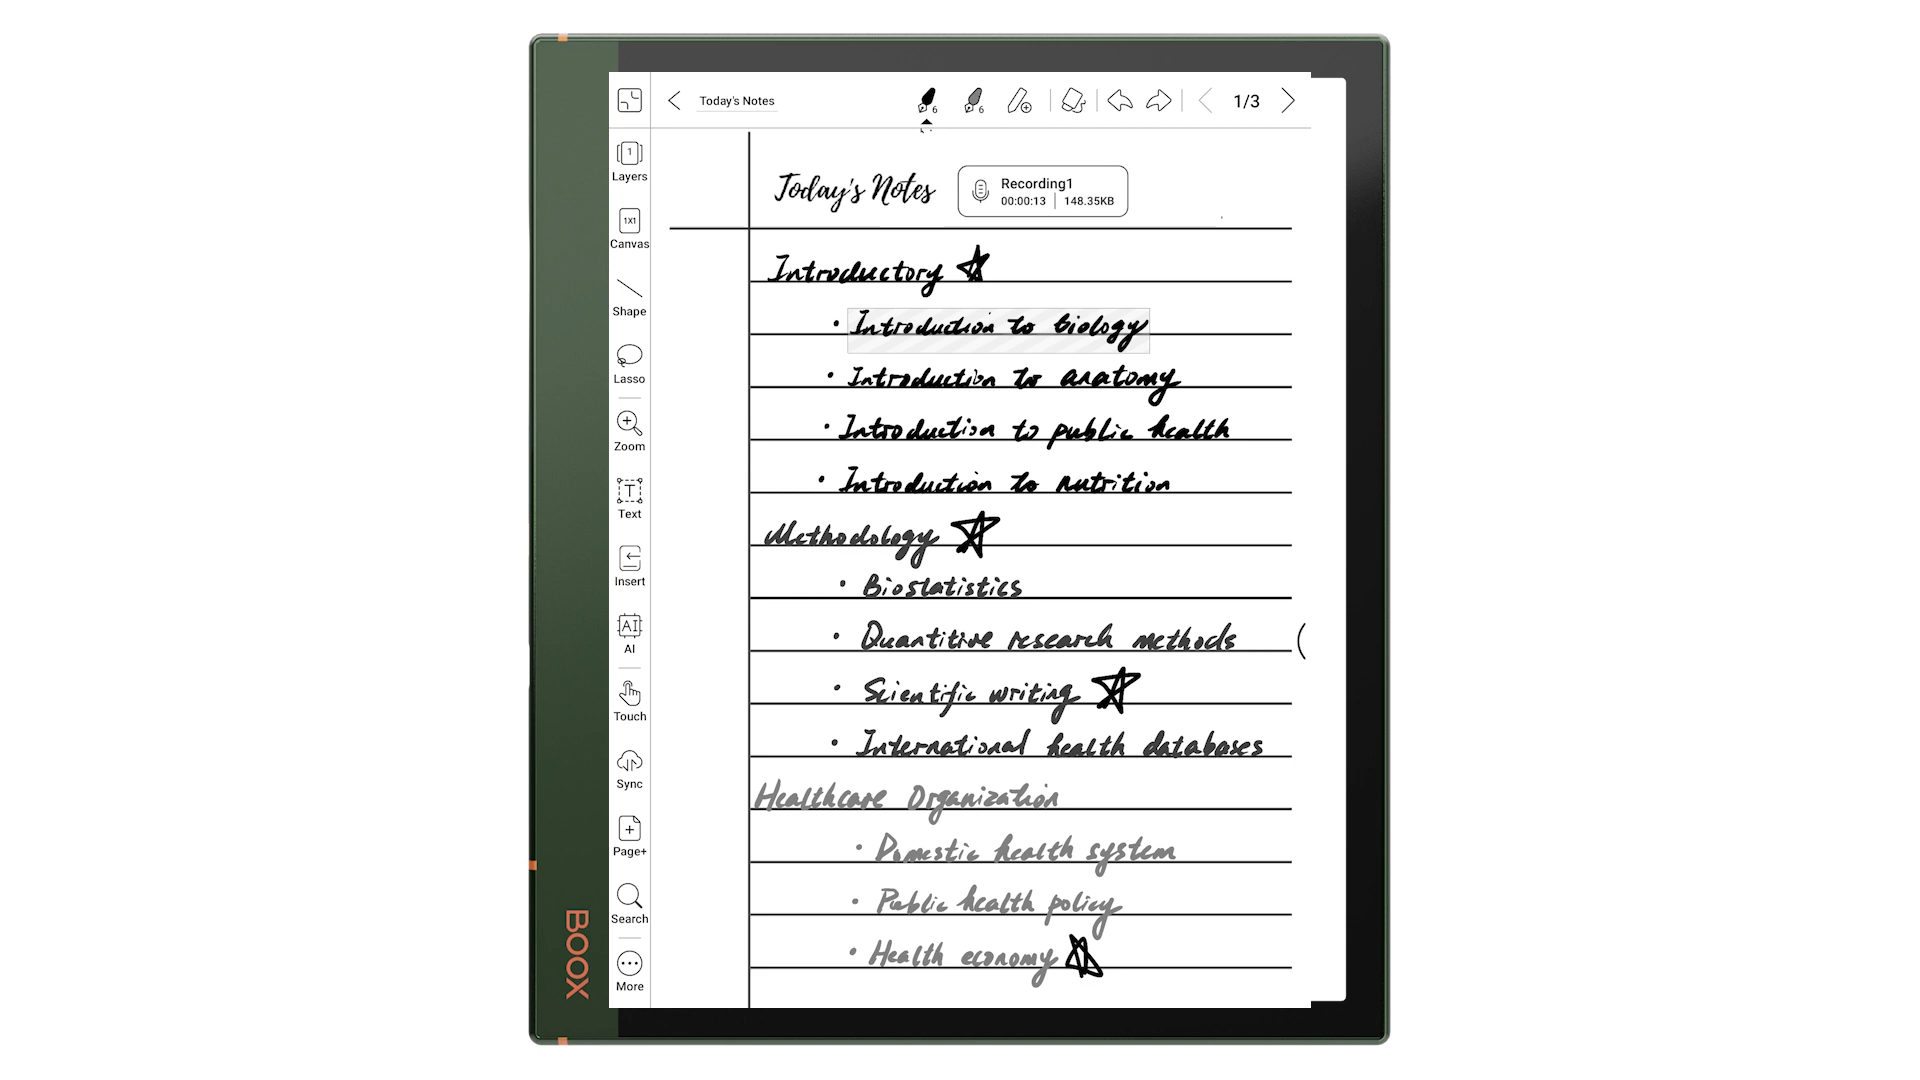 Today's Notes
1/3
Layers
Canvas
1X1
Shape
Lasso
Zoom
Text
Insert
AI
AI
Touch
Sync
Page+
Search
More
Today's Notes
Recording1
00:00:13 | 148.35KB
Introductory
• Introduction to biology
• Introduction to anatomy
• Introduction to public health
• Introduction to nutrition
Methodology
• Biostatistics
• Quantitive research methods
• Scientific writing
• International health databases
Healthcare Organization
• Domestic health system
• Public health policy
• Health economy
BOOX